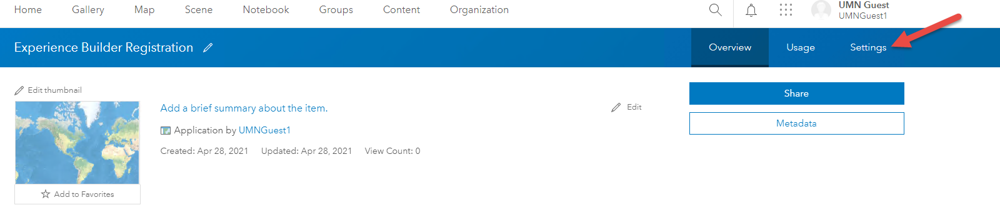 Home Gallery Map Scene Notebook Groups Content Organization
UMN Guest
UMNGuest1
Experience Builder Registration
Overview Usage Settings
Edit thumbnail
Add a brief summary about the item.
Edit
Application by UMNGuest1
Created: Apr 28, 2021 Updated: Apr 28, 2021 View Count: 0
Add to Favorites
Share
Metadata